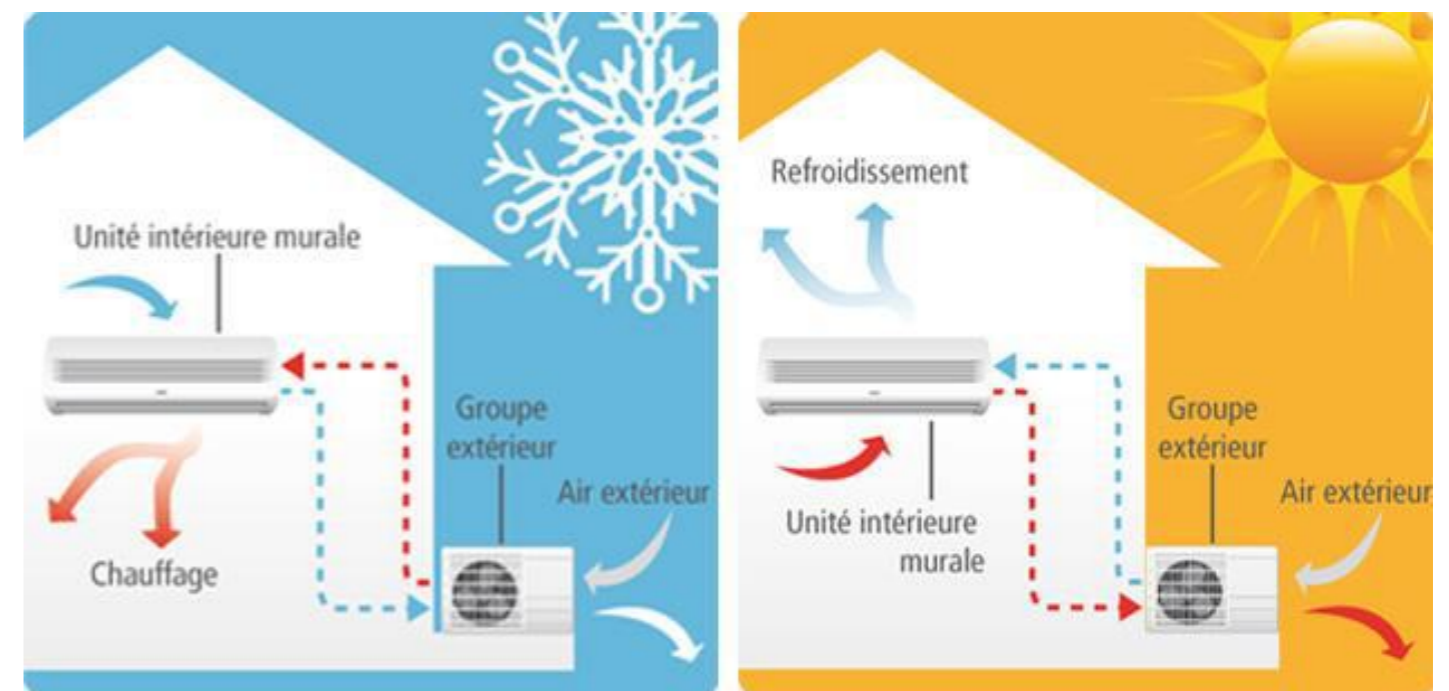 Unité intérieure murale
Groupe
extérieur
Air extérieur
Chauffage
Refroidissement
Groupe
extérieur
Air extérieur
Unité intérieure
murale